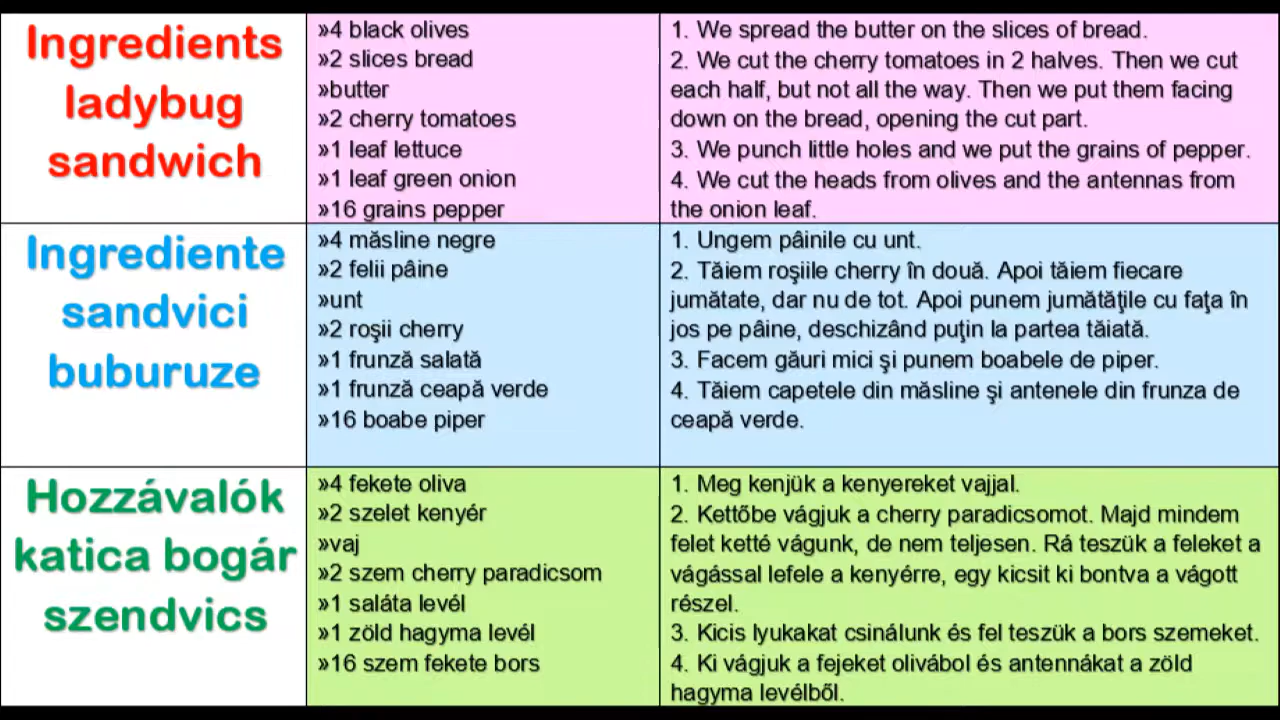 Ingredients
ladybug
sandwich
»4 black olives
»2 slices bread
»butter
»2 cherry tomatoes
»1 leaf lettuce
»1 leaf green onion
»16 grains pepper
1. We spread the butter on the slices of bread.
2. We cut the cherry tomatoes in 2 halves. Then we cut
each half, but not all the way. Then we put them facing
down on the bread, opening the cut part.
3. We punch little holes and we put the grains of pepper.
4. We cut the heads from olives and the antennas from
the onion leaf.
Ingrediente
sandvici
buburuze
»4 măsline negre
»2 felii pâine
»unt
»2 roşii cherry
»1 frunză salată
»1 frunză ceapă verde
»16 boabe piper
1. Ungem pâinile cu unt.
2. Tăiem roşiile cherry în două. Apoi tăiem fiecare
jumătate, dar nu de tot. Apoi punem jumătăţile cu faţa în
jos pe pâine, deschizând puţin la partea tăiată.
3. Facem găuri mici şi punem boabele de piper.
4. Tăiem capetele din măsline şi antenele din frunza de
ceapă verde.
Hozzávalók
katica bogár
szendvics
»4 fekete oliva
»2 szelet kenyér
»vaj
»2 szem cherry paradicsom
»1 saláta levél
»1 zöld hagyma levél
»16 szem fekete bors
1. Meg kenjük a kenyereket vajjal.
2. Kettőbe vágjuk a cherry paradicsomot. Majd mindem
felet ketté vágunk, de nem teljesen. Rá teszük a feleket a
vágással lefele a kenyérre, egy kicsit ki bontva a vágott
részel.
3. Kicis lyukakat csinálunk és fel teszük a bors szemeket.
4. Ki vágjuk a fejeket olivábol és antennákat a zöld
hagyma levélből.